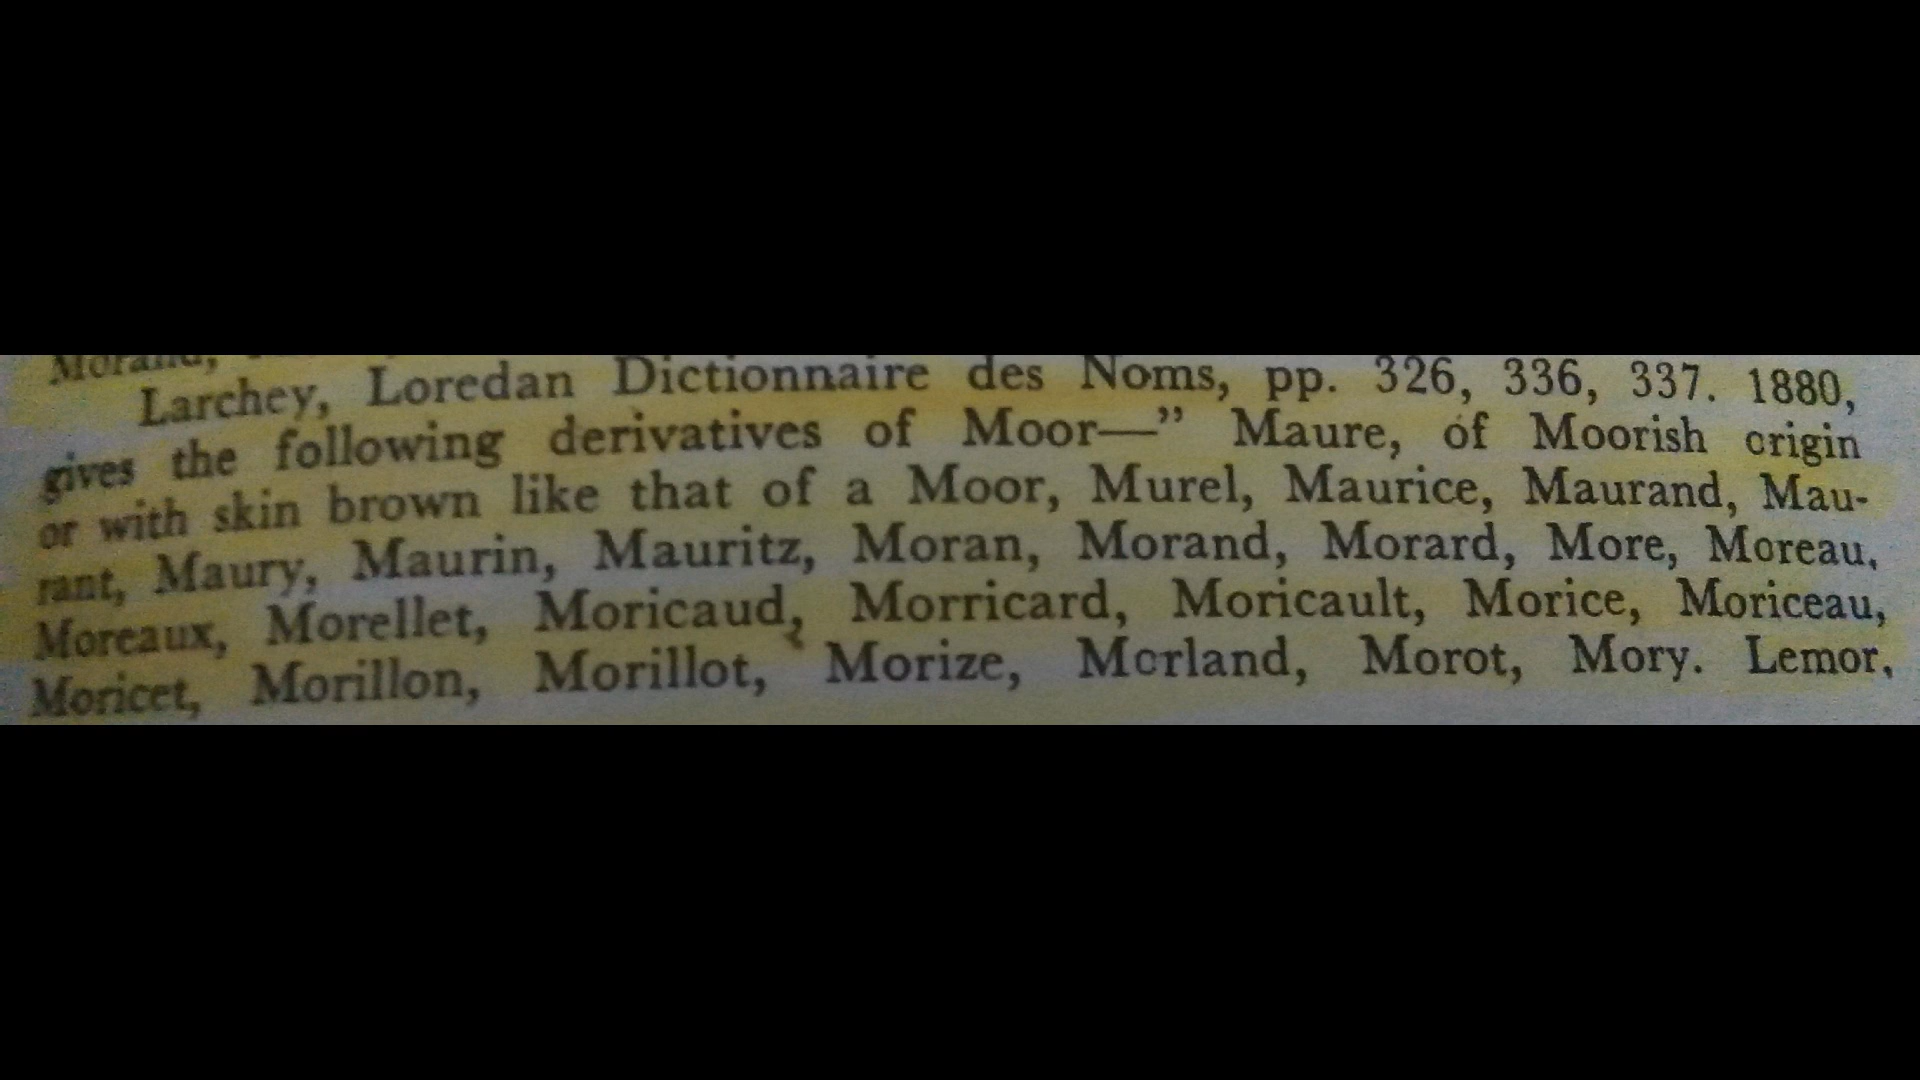 Morand,
Larchey, Loredan Dictionnaire des Noms, pp. 326, 336, 337. 1880,
gives the following derivatives of Moor—” Maure, of Moorish origin
or with skin brown like that of a Moor, Murel, Maurice, Maurand, Mau-
rant, Maury, Maurin, Mauritz, Moran, Morand, Morard, More, Moreau,
Moreaux, Morellet, Moricaud, Morricard, Moricault, Morice, Moriceau,
Moricet, Morillon, Morillot, Morize, Morland, Morot, Mory. Lemor,